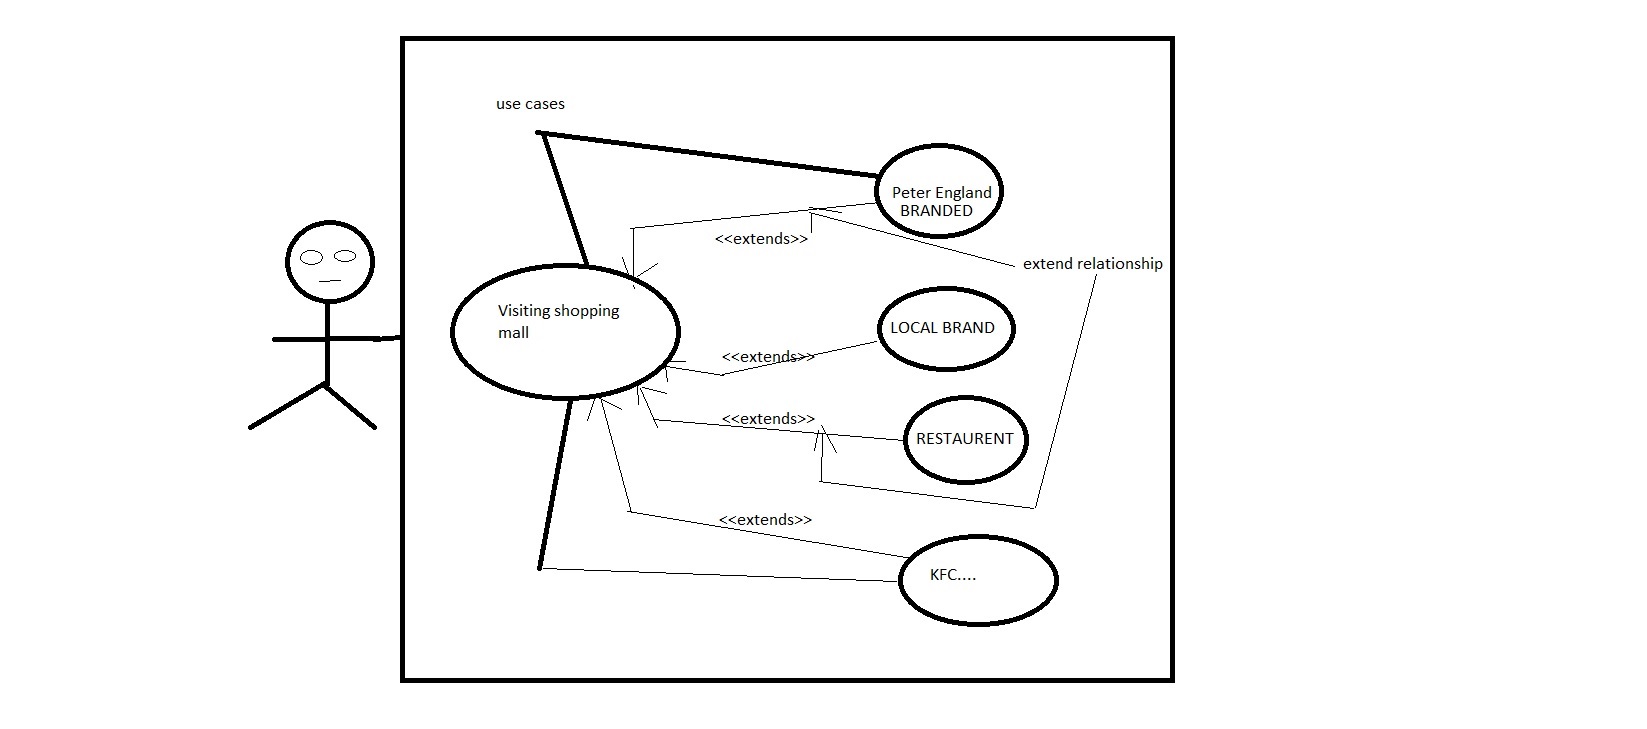 use cases
Peter England
BRANDED
<<extends>>
extend relationship
Visiting shopping
mall
LOCAL BRAND
<<extends>>
<<extends>>
RESTAURENT
<<extends>>
KFC....